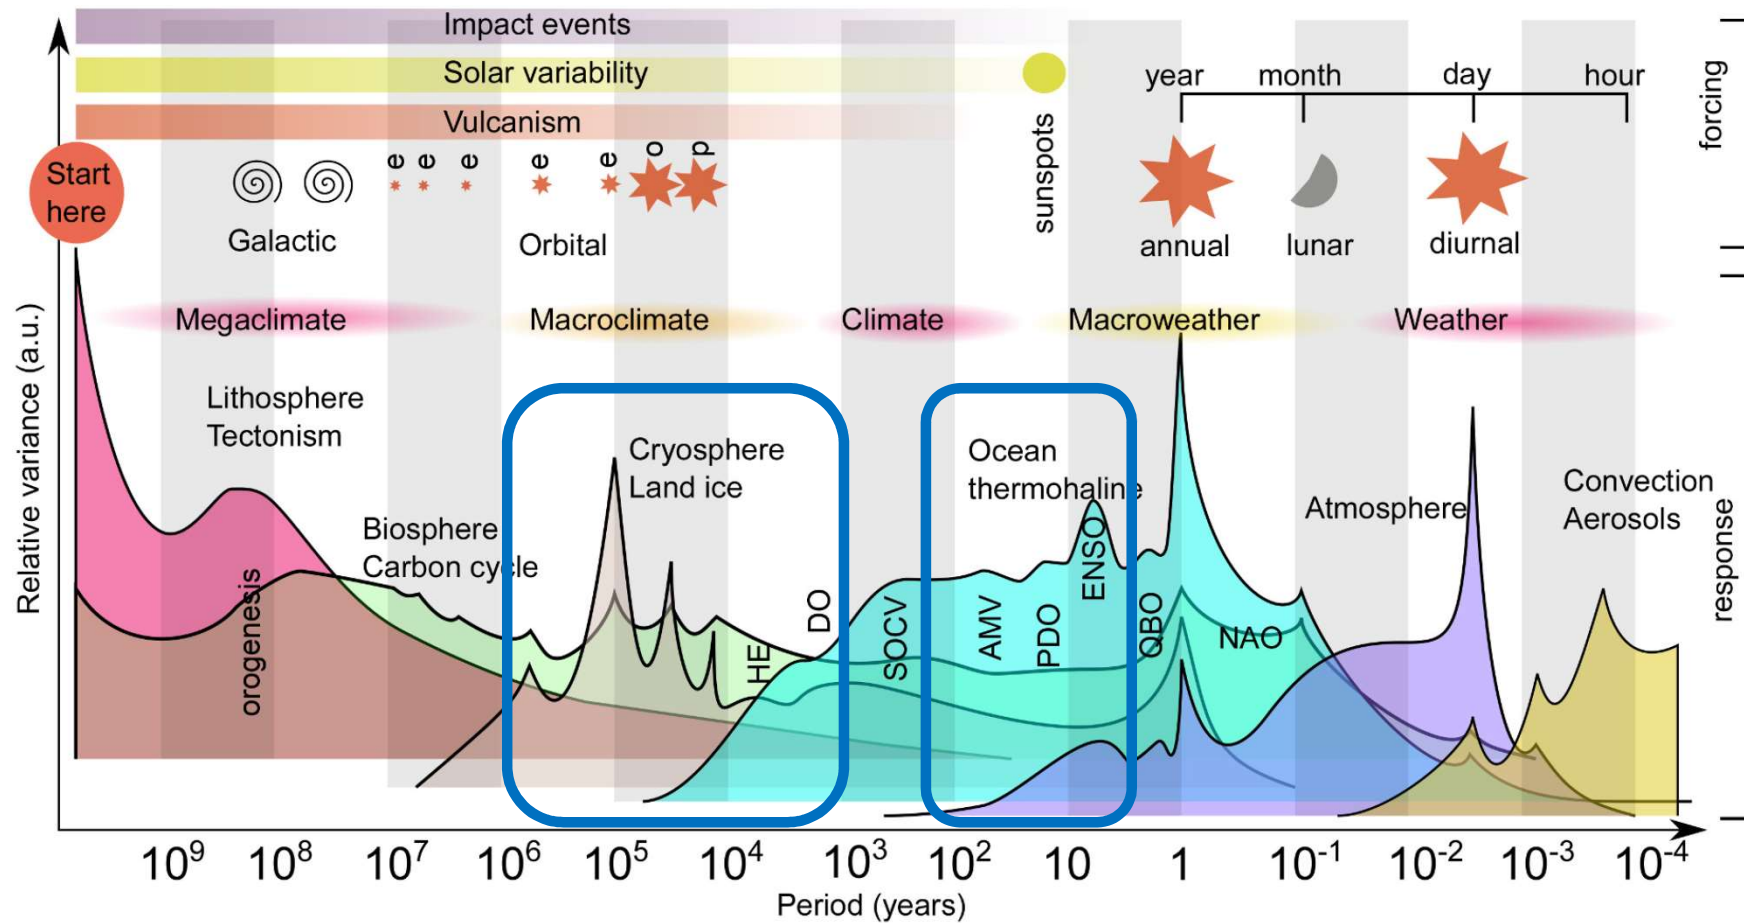 Impact events
Solar variability
Vulcanism
Start
here
e
e
e
e
e
o
p
Galactic
Orbital
sunspots
year
month
day
hour
annual
lunar
diurnal
forcing
Megaclimate
Macroclimate
Climate
Macroweather
Weather
Relative variance (a.u.)
Lithosphere
Tectonism
Biosphere
Carbon cycle
Cryosphere
Land ice
Ocean
thermohaline
Atmosphere
Convection
Aerosols
orogenesis
HE
DO
SOCV
AMV
PDO
ENSO
QBO
NAO
response
10⁹
10⁸
10⁷
10⁶
10⁵
10⁴
10³
10²
10
1
10⁻¹
10⁻²
10⁻³
10⁻⁴
Period (years)